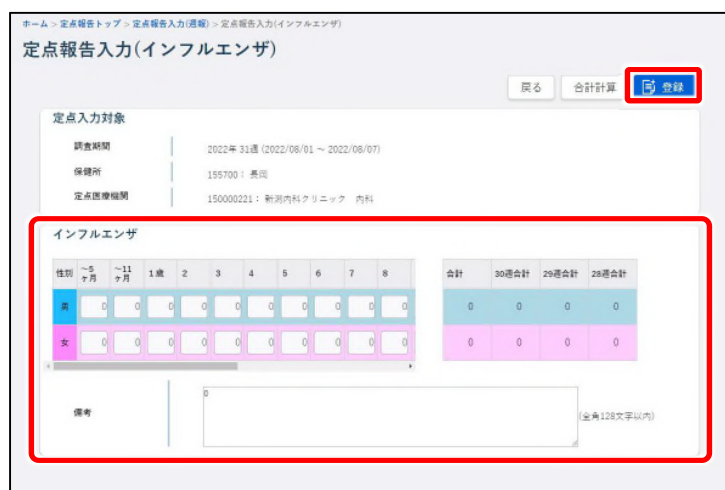 ホーム > 定点報告トップ > 定点報告入力(週報) > 定点報告入力(インフルエンザ)
定点報告入力(インフルエンザ)
戻る 合計計算 登録
定点入力対象
調査期間 2022年 31週 (2022/08/01 ～ 2022/08/07)
保健所 155700： 長岡
定点医療機関 150000221： 新潟内科クリニック 内科
インフルエンザ
性別 ～5ヶ月 ～11ヶ月 1歳 2 3 4 5 6 7 8 合計 30週合計 29週合計 28週合計
男 0 0 0 0 0 0 0 0 0 0 0 0 0 0
女 0 0 0 0 0 0 0 0 0 0 0 0 0 0
備考 0 (全角128文字以内)